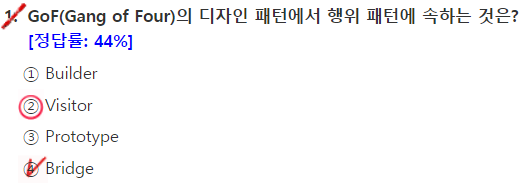 1. GoF(Gang of Four)의 디자인 패턴에서 행위 패턴에 속하는 것은?
[정답률: 44%]
① Builder
② Visitor
③ Prototype
④ Bridge